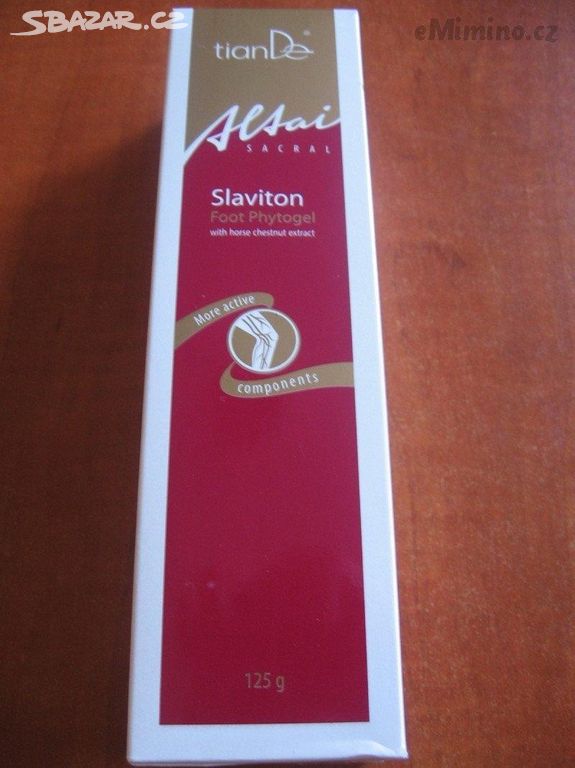 SBAZAR.CZ
eMimino.cz
tianDe®
Altai
SACRAL
Slaviton
Foot Phytogel
with horse chestnut extract
More active
components
125 g